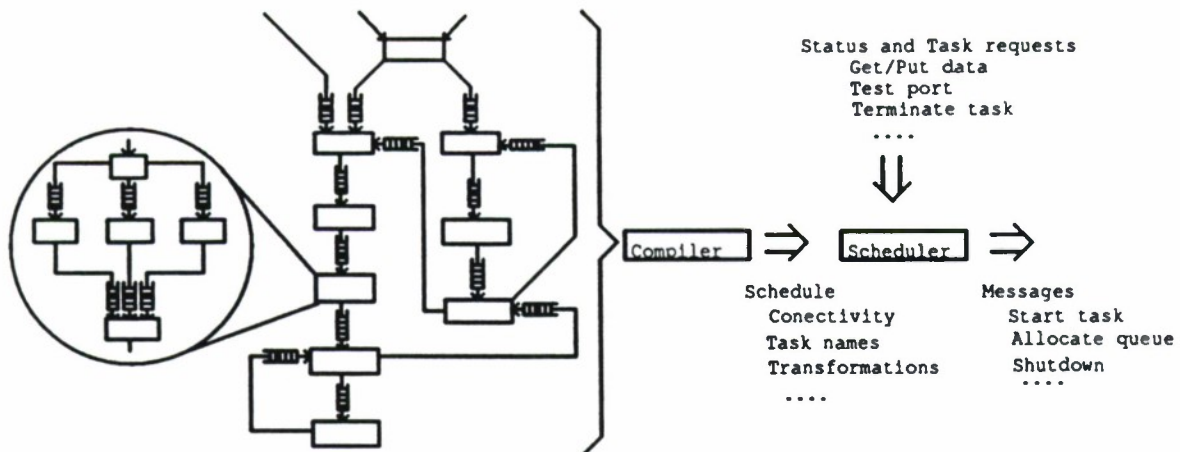 Status and Task requests
Get/Put data
Test port
Terminate task
....
Compiler
Scheduler
Schedule
Conectivity
Task names
Transformations
....
Messages
Start task
Allocate queue
Shutdown
....